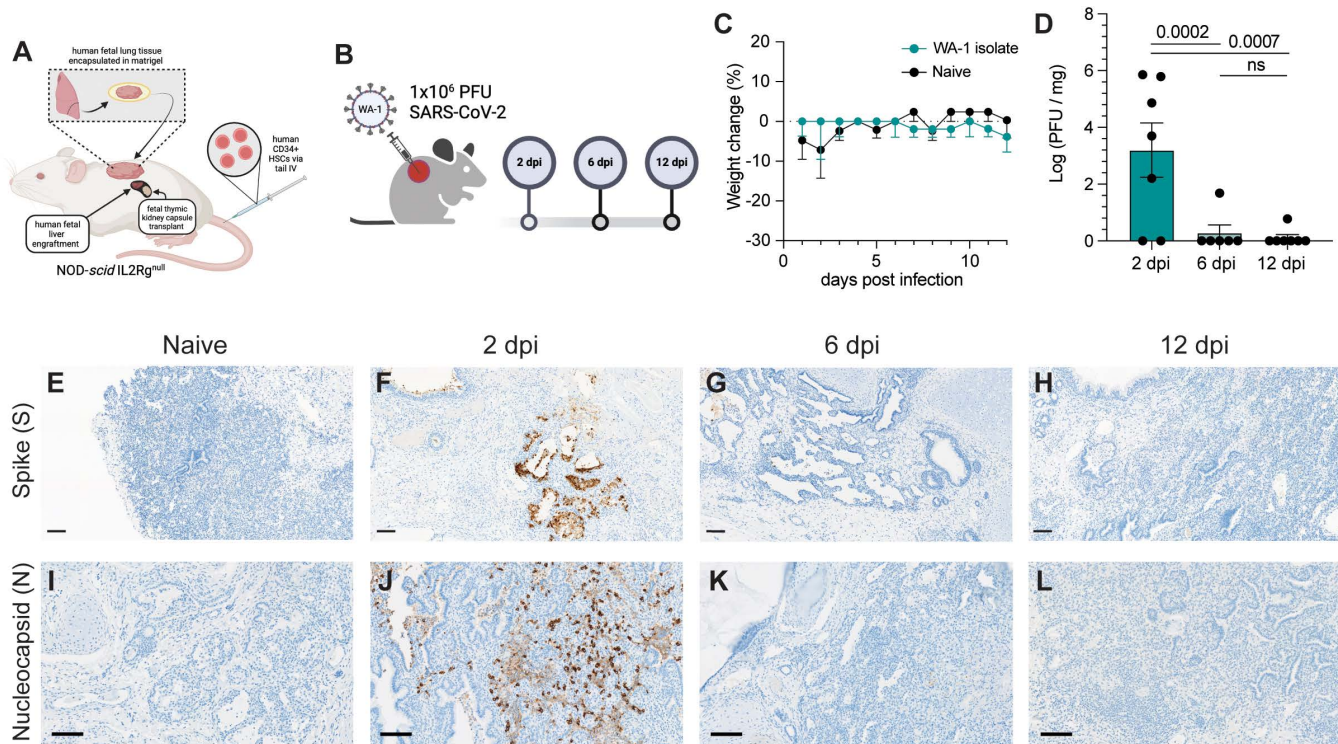 A
human fetal lung tissue
encapsulated in matrigel
human
CD34+
HSCs via
tail IV
human fetal
liver
engraftment
fetal thymic
kidney capsule
transplant
NOD-scid IL2Rgⁿᵘˡˡ
B
WA-1
1x10⁶ PFU
SARS-CoV-2
2 dpi
6 dpi
12 dpi
C
WA-1 isolate
Naive
Weight change (%)
20
10
0
-10
-20
-30
0
5
10
days post infection
D
0.0002
0.0007
ns
Log (PFU / mg)
8
6
4
2
0
2 dpi
6 dpi
12 dpi
Naive
2 dpi
6 dpi
12 dpi
Spike (S)
E
F
G
H
Nucleocapsid (N)
I
J
K
L